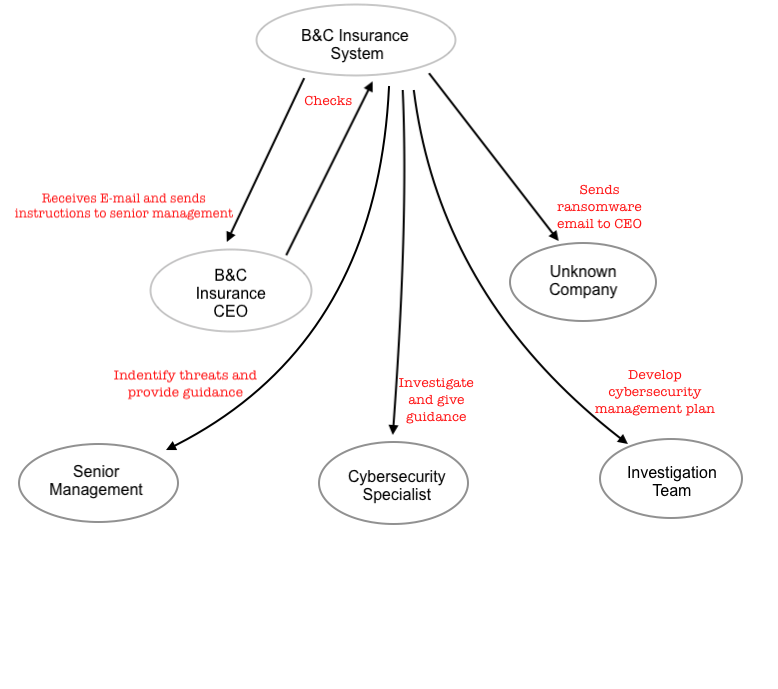 B&C Insurance
System
Checks
Receives E-mail and sends
instructions to senior management
Sends
ransomware
email to CEO
B&C
Insurance
CEO
Unknown
Company
Indentify threats and
provide guidance
Investigate
and give
guidance
Develop
cybersecurity
management plan
Senior
Management
Cybersecurity
Specialist
Investigation
Team